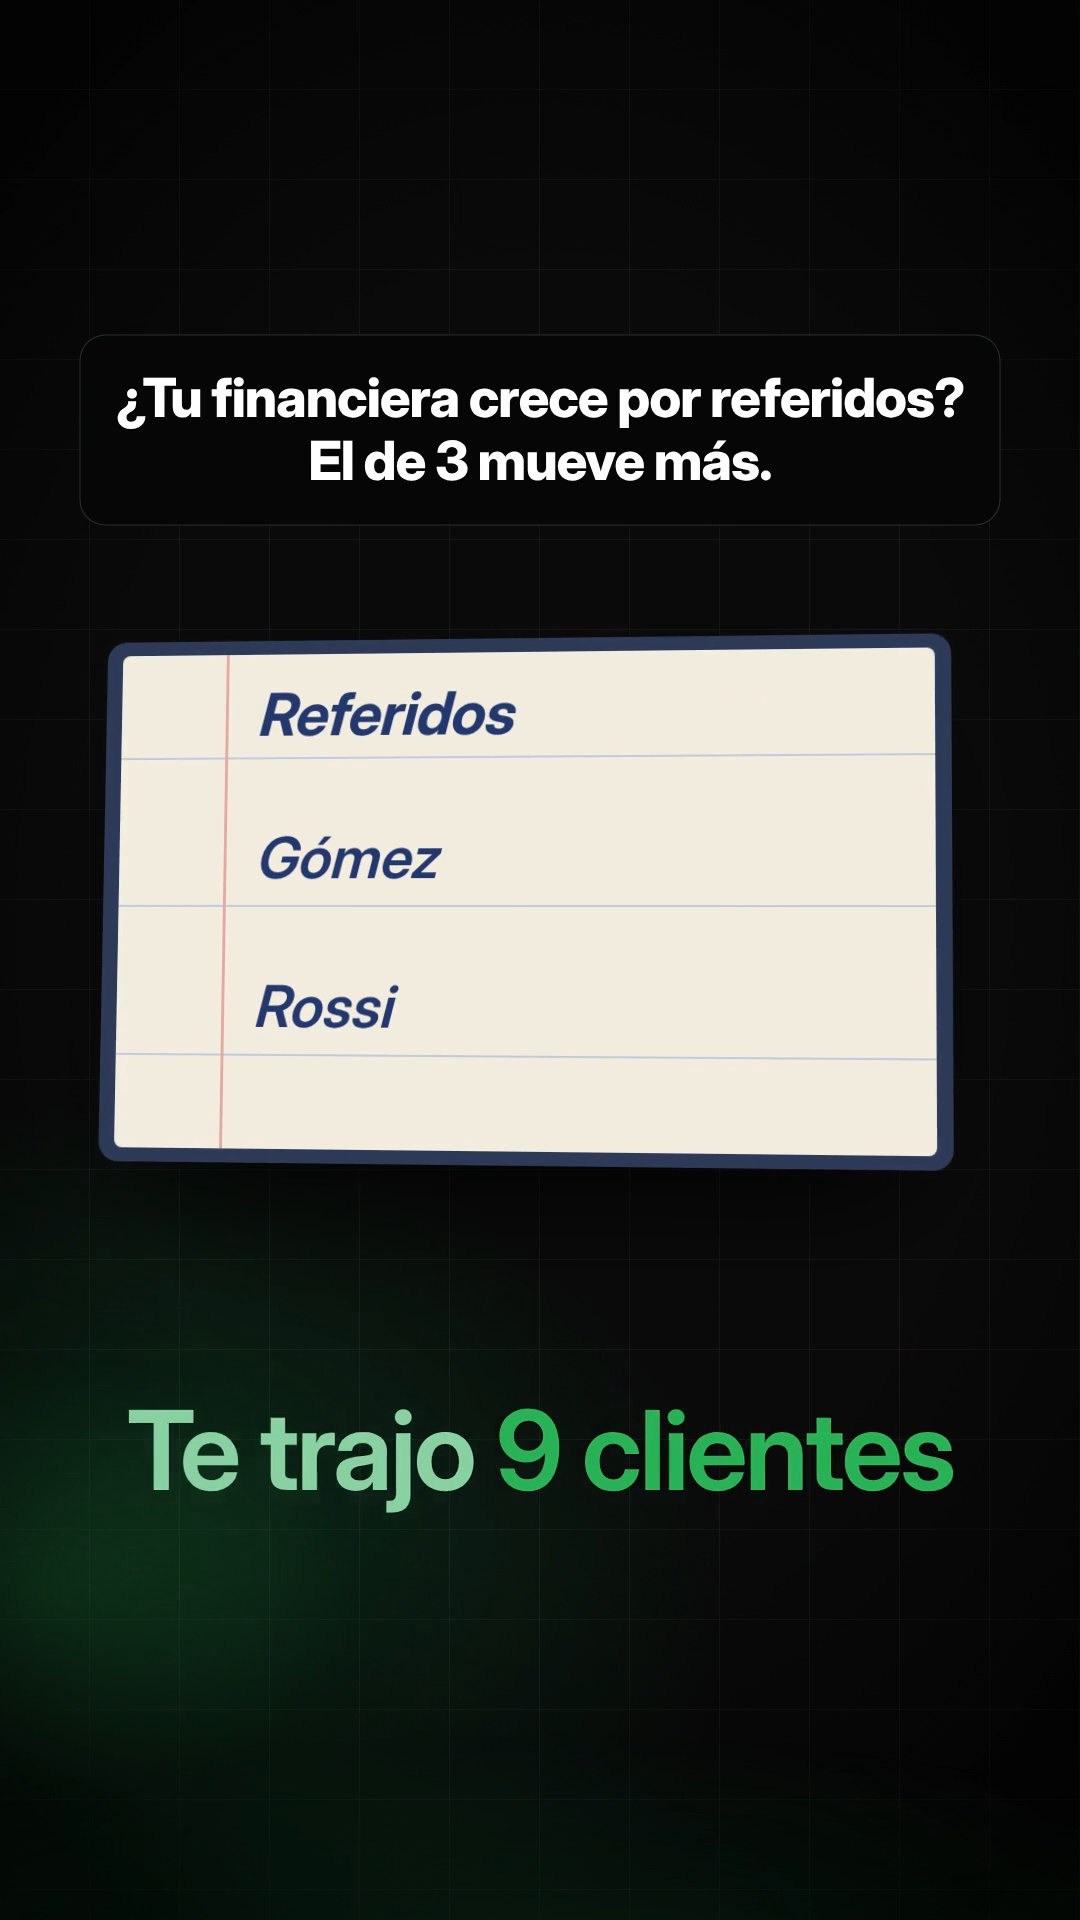 ¿Tu financiera crece por referidos?
El de 3 mueve más.
Referidos
Gómez
Rossi
Te trajo 9 clientes